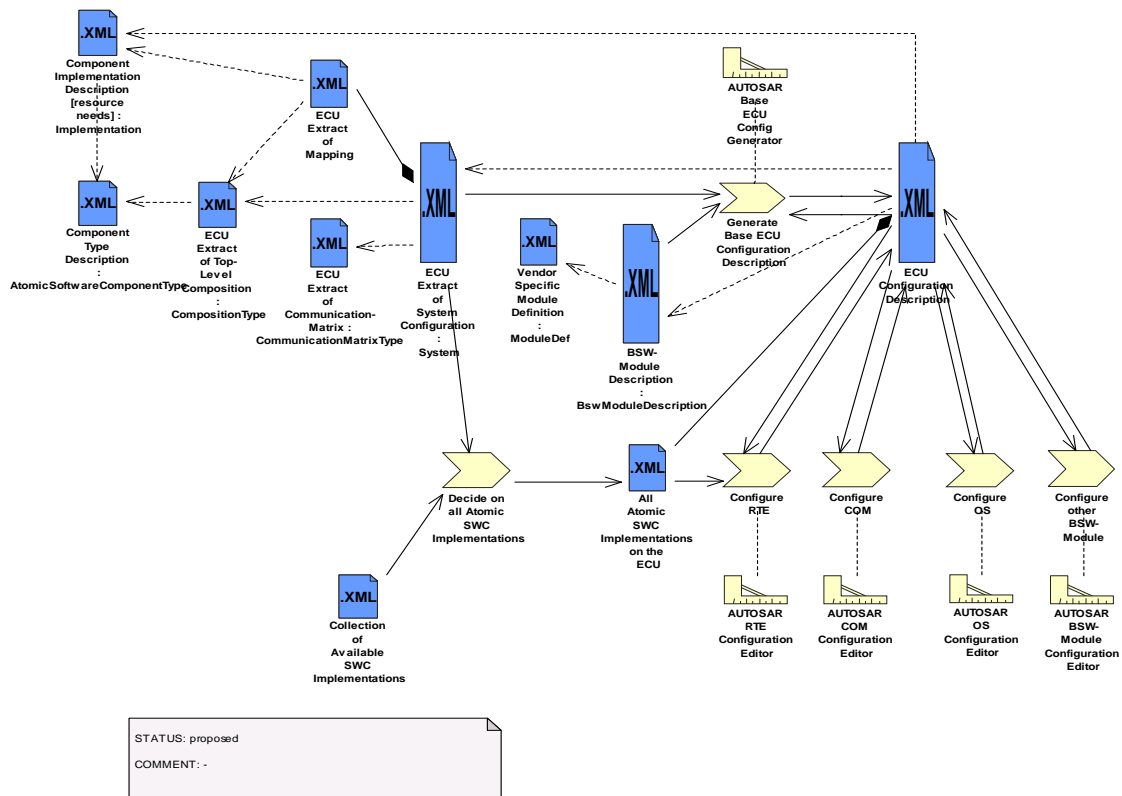 .XML
Component
Implementation
Description
[resource
needs] :
Implementation
.XML
ECU
Extract
of
Mapping
AUTOSAR
Base
ECU
Config
Generator
.XML
Component
Type
Description
:
AtomicSoftwareComponentType
.XML
ECU
Extract
of Top-
Level
Composition
:
CompositionType
.XML
ECU
Extract
of
Communication-
Matrix :
CommunicationMatrixType
.XML
ECU
Extract
of
System
Configuration
:
System
.XML
Vendor
Specific
Module
Definition :
ModuleDef
.XML
BSW-
Module
Description
:
BswModuleDescription
Generate
Base ECU
Configuration
Description
.XML
ECU
Configuration
Description
Decide on
all Atomic
SWC
Implementations
.XML
All
Atomic
SWC
Implementations
on the
ECU
Configure
RTE
Configure
COM
Configure
OS
Configure
other
BSW-
Module
.XML
Collection
of
Available
SWC
Implementations
AUTOSAR
RTE
Configuration
Editor
AUTOSAR
COM
Configuration
Editor
AUTOSAR
OS
Configuration
Editor
AUTOSAR
BSW-
Module
Configuration
Editor
STATUS: proposed
COMMENT: -